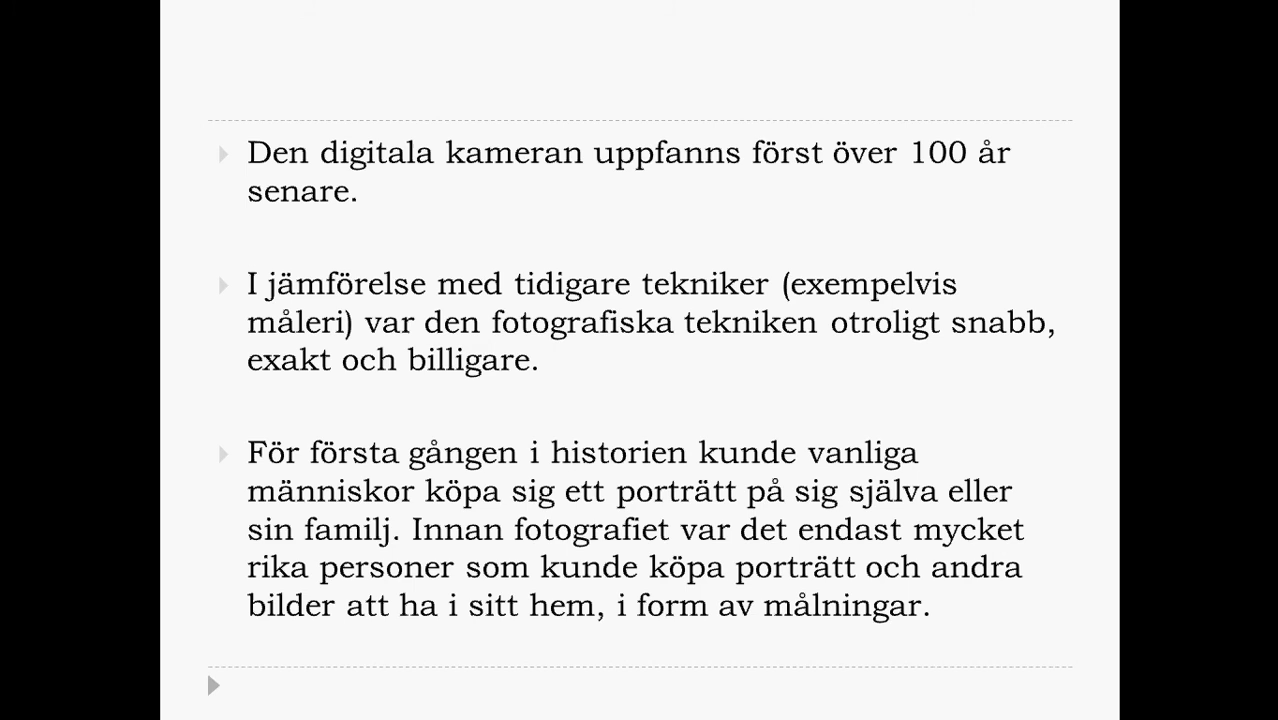 Den digitala kameran uppfanns först över 100 år
senare.
I jämförelse med tidigare tekniker (exempelvis
måleri) var den fotografiska tekniken otroligt snabb,
exakt och billigare.
För första gången i historien kunde vanliga
människor köpa sig ett porträtt på sig själva eller
sin familj. Innan fotografiet var det endast mycket
rika personer som kunde köpa porträtt och andra
bilder att ha i sitt hem, i form av målningar.